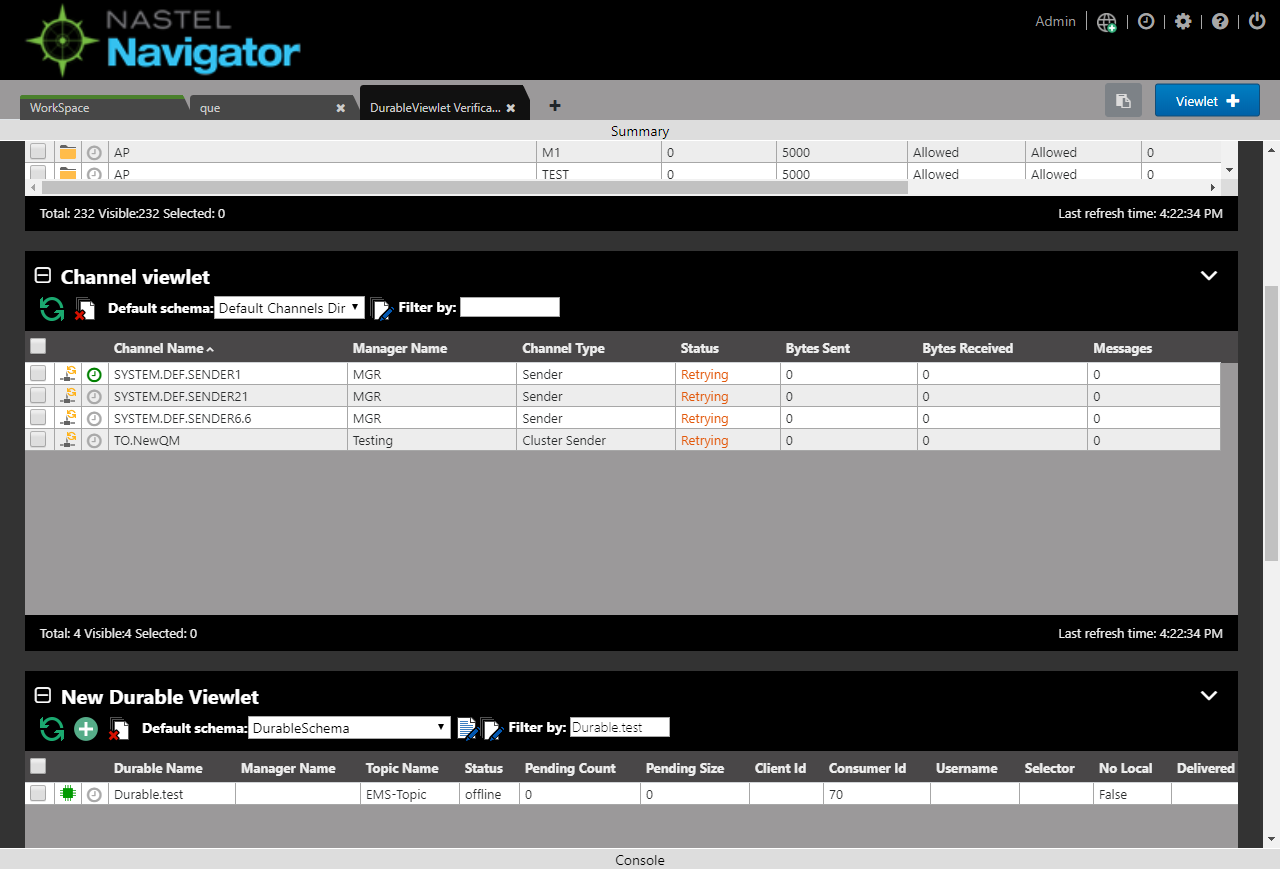 NASTEL
Navigator
Admin
WorkSpace
que
DurableViewlet Verifica...
Viewlet
Summary
AP M1 0 5000 Allowed Allowed 0
AP TEST 0 5000 Allowed Allowed 0
Total: 232 Visible:232 Selected: 0 Last refresh time: 4:22:34 PM
Channel viewlet
Default schema: Default Channels Dir Filter by:
Channel Name Manager Name Channel Type Status Bytes Sent Bytes Received Messages
SYSTEM.DEF.SENDER1 MGR Sender Retrying 0 0 0
SYSTEM.DEF.SENDER21 MGR Sender Retrying 0 0 0
SYSTEM.DEF.SENDER6.6 MGR Sender Retrying 0 0 0
TO.NewQM Testing Cluster Sender Retrying 0 0 0
Total: 4 Visible:4 Selected: 0 Last refresh time: 4:22:34 PM
New Durable Viewlet
Default schema: DurableSchema Filter by: Durable.test
Durable Name Manager Name Topic Name Status Pending Count Pending Size Client Id Consumer Id Username Selector No Local Delivered
Durable.test EMS-Topic offline 0 0 70 False
Console